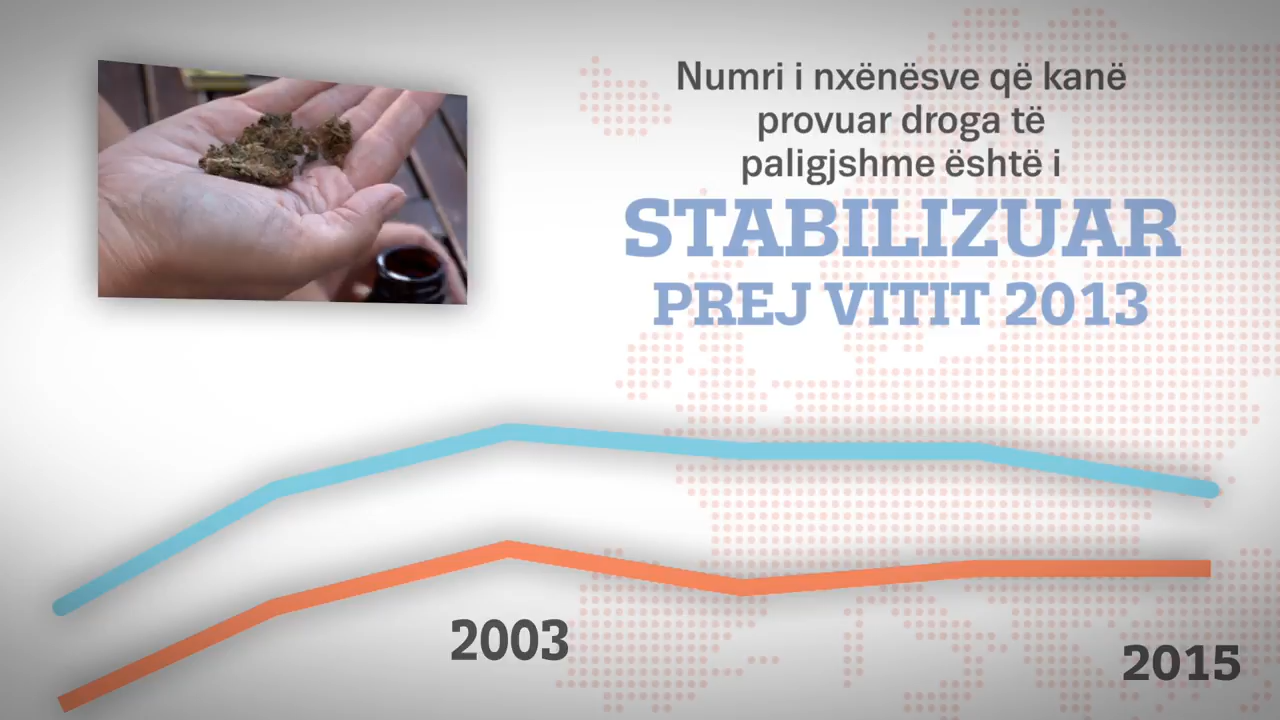 Numri i nxënësve që kanë
provuar droga të
paligjshme është i
STABILIZUAR
PREJ VITIT 2013
2003
2015